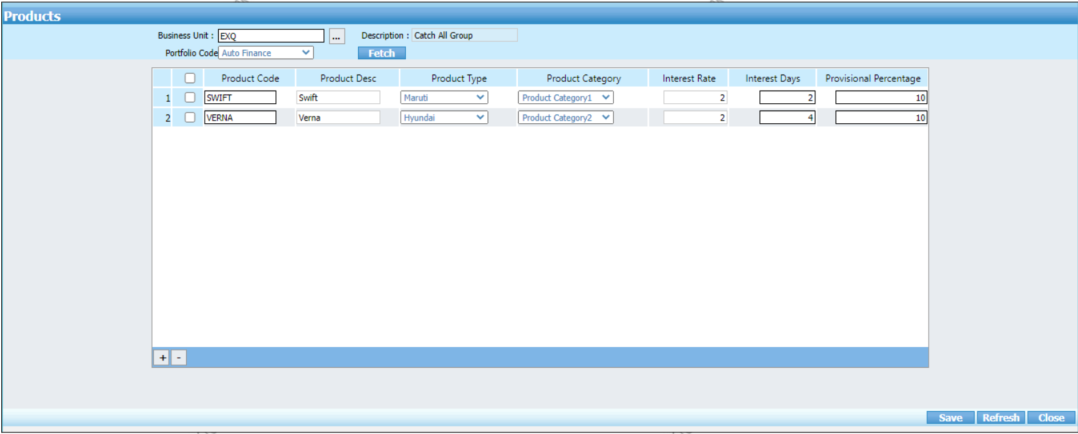 Products
Business Unit : EXQ ... Description : Catch All Group
Portfolio Code Auto Finance Fetch
Product Code Product Desc Product Type Product Category Interest Rate Interest Days Provisional Percentage
1 SWIFT Swift Maruti Product Category1 2 2 10
2 VERNA Verna Hyundai Product Category2 2 4 10
+ -
Save Refresh Close